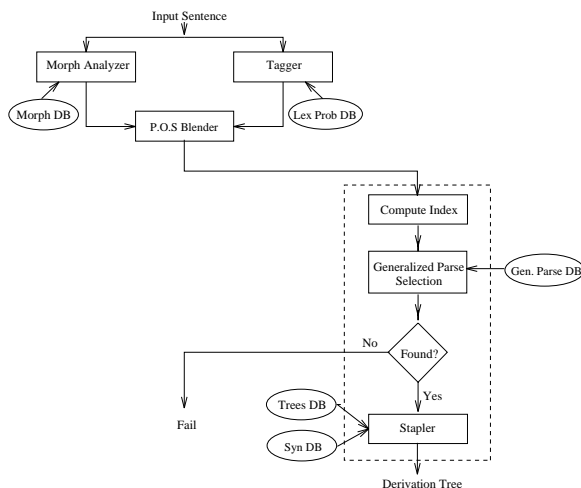 Input Sentence
Morph Analyzer
Tagger
Morph DB
Lex Prob DB
P.O.S Blender
Compute Index
Generalized Parse
Selection
Gen. Parse DB
No
Found?
Yes
Trees DB
Fail
Stapler
Syn DB
Derivation Tree